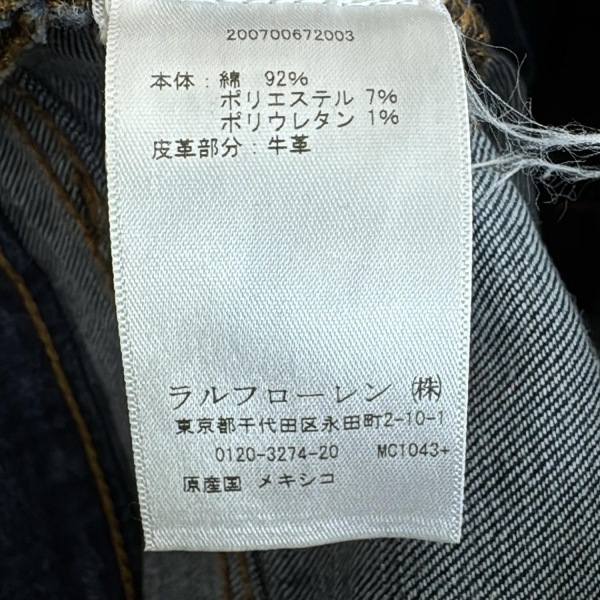 200700672003
本体：綿 92%
ポリエステル 7%
ポリウレタン 1%
皮革部分：牛革
ラルフローレン ㈱
東京都千代田区永田町2-10-1
0120-3274-20 MC1043+
原産国 メキシコ